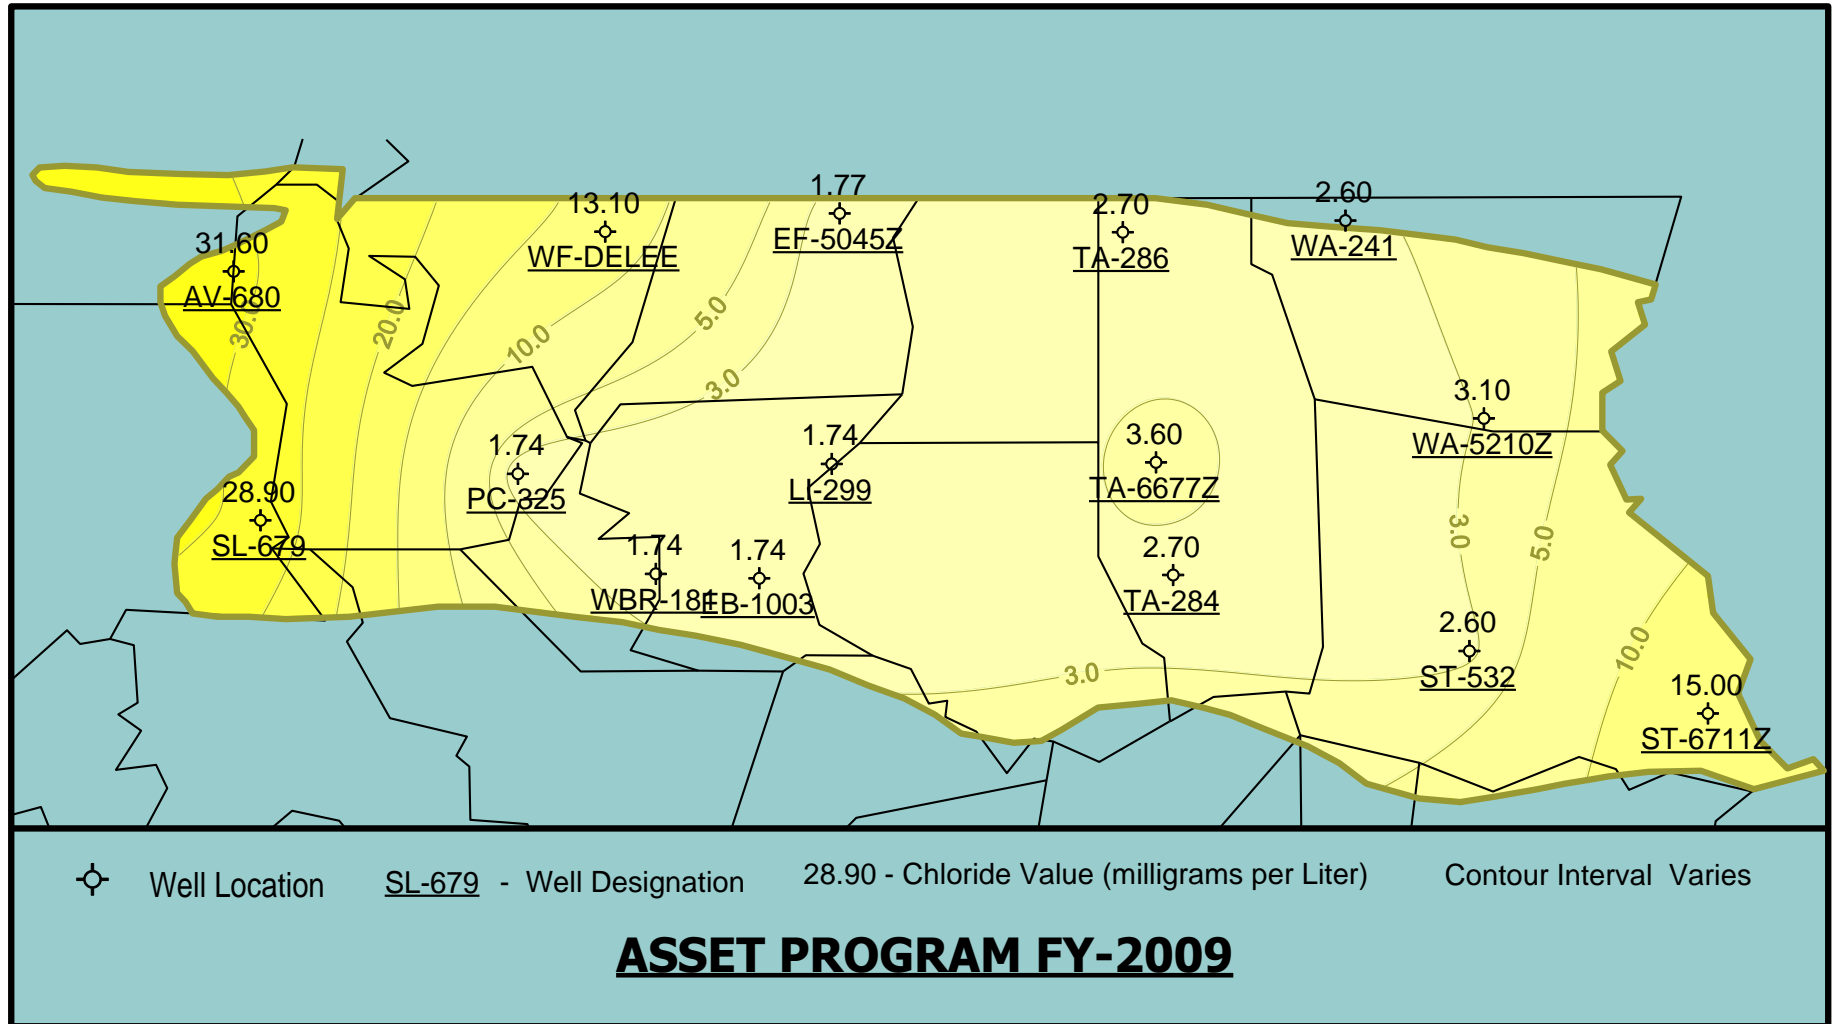 1.77
2.60
13.10
2.70
EF-5045Z
WA-241
31.60
WF-DELEE
TA-286
AV-680
30.0
20.0
10.0
5.0
3.0
3.10
WA-5210Z
1.74
PC-325
1.74
LI-299
3.60
TA-6677Z
28.90
SL-679
1.74
WBR-181
1.74
EB-1003
2.70
TA-284
3.0
5.0
2.60
ST-532
10.0
3.0
15.00
ST-6711Z
Well Location SL-679 - Well Designation 28.90 - Chloride Value (milligrams per Liter) Contour Interval Varies
ASSET PROGRAM FY-2009